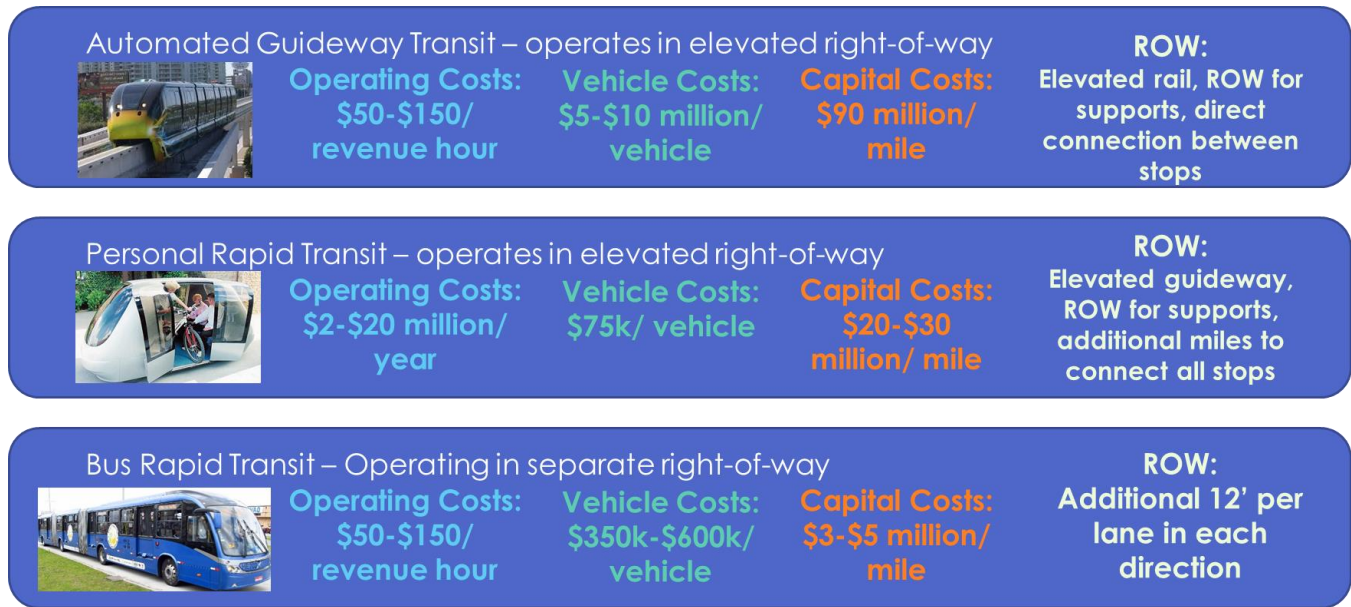 Automated Guideway Transit – operates in elevated right-of-way
Operating Costs:
$50-$150/
revenue hour
Vehicle Costs:
$5-$10 million/
vehicle
Capital Costs:
$90 million/
mile
ROW:
Elevated rail, ROW for
supports, direct
connection between
stops
Personal Rapid Transit – operates in elevated right-of-way
Operating Costs:
$2-$20 million/
year
Vehicle Costs:
$75k/ vehicle
Capital Costs:
$20-$30
million/ mile
ROW:
Elevated guideway,
ROW for supports,
additional miles to
connect all stops
Bus Rapid Transit – Operating in separate right-of-way
Operating Costs:
$50-$150/
revenue hour
Vehicle Costs:
$350k-$600k/
vehicle
Capital Costs:
$3-$5 million/
mile
ROW:
Additional 12’ per
lane in each
direction